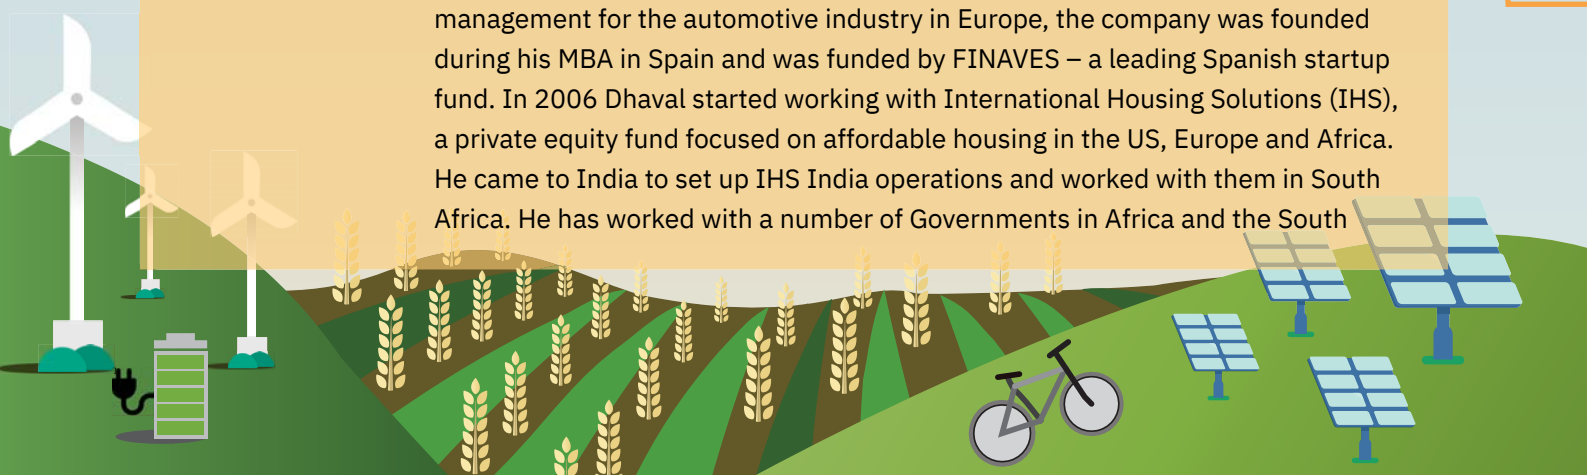 management for the automotive industry in Europe, the company was founded
during his MBA in Spain and was funded by FINAVES – a leading Spanish startup
fund. In 2006 Dhaval started working with International Housing Solutions (IHS),
a private equity fund focused on affordable housing in the US, Europe and Africa.
He came to India to set up IHS India operations and worked with them in South
Africa. He has worked with a number of Governments in Africa and the South